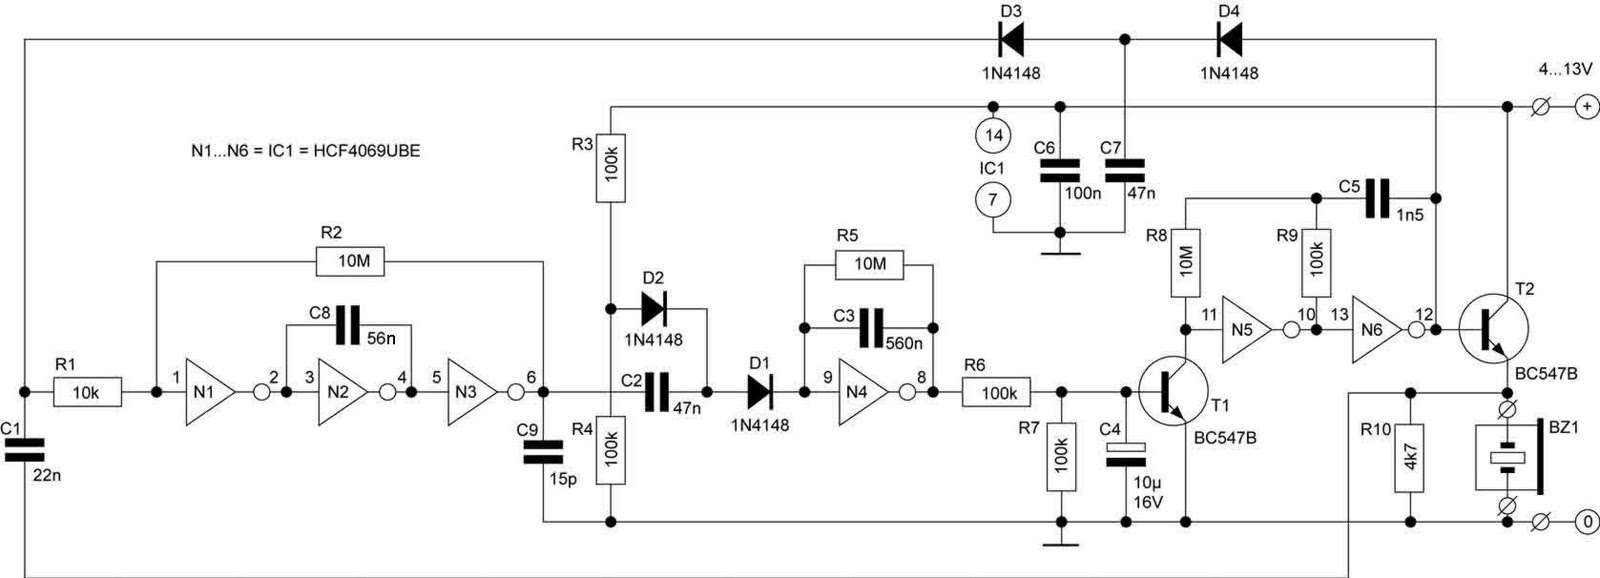 D3
1N4148
D4
1N4148
4...13V
+
N1...N6 = IC1 = HCF4069UBE
R3
100k
14
IC1
7
C6
100n
C7
47n
C5
1n5
R2
10M
R5
10M
R8
10M
R9
100k
D2
1N4148
C8
56n
C3
560n
11
N5
10
13
N6
12
T2
BC547B
R1
10k
1
N1
2
3
N2
4
5
N3
6
C2
47n
D1
1N4148
9
N4
8
R6
100k
T1
BC547B
C1
22n
C9
15p
R4
100k
R7
100k
C4
10µ
16V
R10
4k7
BZ1
0